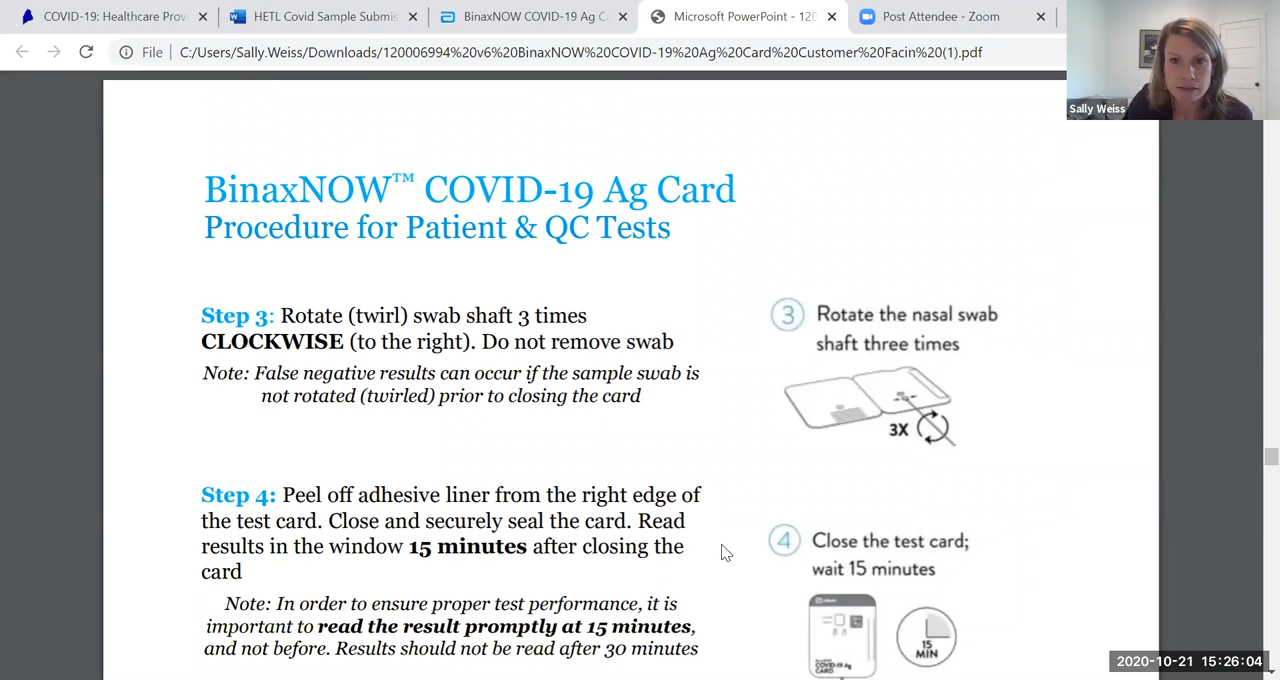 COVID-19: Healthcare Prov
HETL Covid Sample Submis
BinaxNOW COVID-19 Ag C
Microsoft PowerPoint - 120
Post Attendee - Zoom
File
C:/Users/Sally.Weiss/Downloads/120006994%20v6%20BinaxNOW%20COVID-19%20Ag%20Card%20Customer%20Facin%20(1).pdf
Sally Weiss
BinaxNOW™ COVID-19 Ag Card
Procedure for Patient & QC Tests
Step 3: Rotate (twirl) swab shaft 3 times
CLOCKWISE (to the right). Do not remove swab
Note: False negative results can occur if the sample swab is
not rotated (twirled) prior to closing the card
3 Rotate the nasal swab
shaft three times
3X
Step 4: Peel off adhesive liner from the right edge of
the test card. Close and securely seal the card. Read
results in the window 15 minutes after closing the
card
Note: In order to ensure proper test performance, it is
important to read the result promptly at 15 minutes,
and not before. Results should not be read after 30 minutes
4 Close the test card;
wait 15 minutes
15
MIN
COVID-19 Ag
CARD
2020-10-21 15:26:04